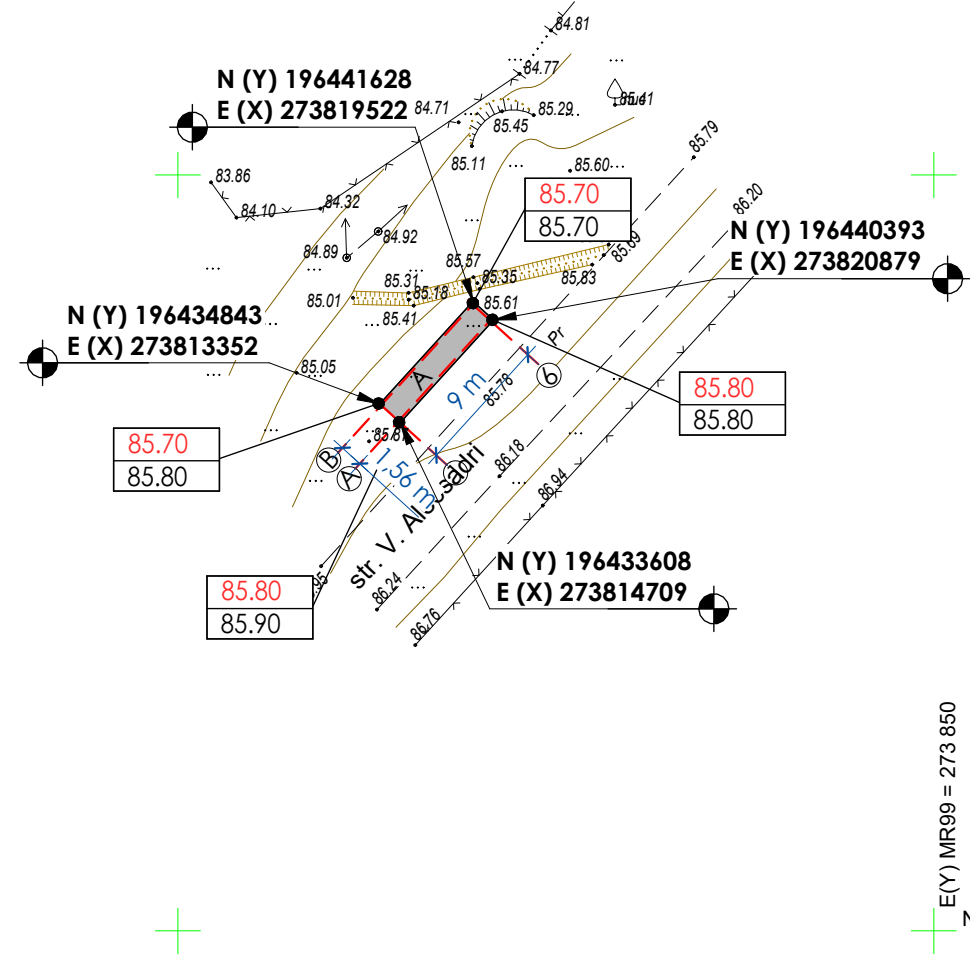 84.81
84.77
N (Y) 196441628
E (X) 273819522
84.71
85.29
85.45
85.41
85.11
85.60
85.79
83.86
84.10
84.32
85.70
85.70
86.20
N (Y) 196440393
E (X) 273820879
84.92
84.89
85.69
85.57
85.35
85.83
85.31
85.18
85.01
85.41
85.61
N (Y) 196434843
E (X) 273813352
Pr
85.05
A
9 m
85.78
6
85.80
85.80
85.70
85.80
B
A
1,56 m
86.18
86.94
str. V.
N (Y) 196433608
E (X) 273814709
85.80
85.90
86.24
86.76
E(Y) MR99 = 273 850
N